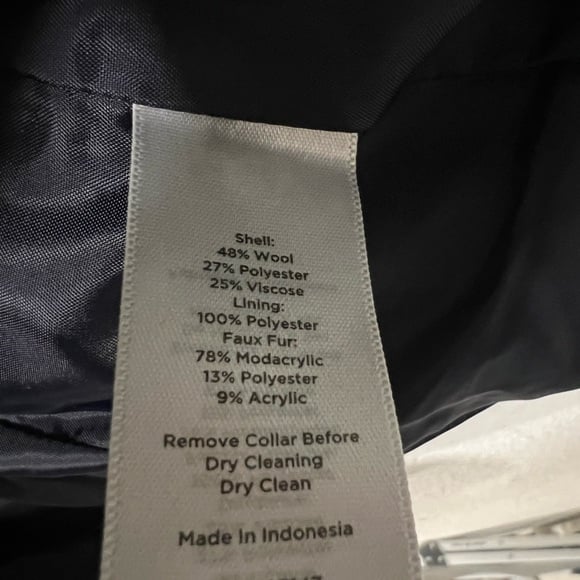 Shell:
48% Wool
27% Polyester
25% Viscose
Lining:
100% Polyester
Faux Fur:
78% Modacrylic
13% Polyester
9% Acrylic
Remove Collar Before
Dry Cleaning
Dry Clean
Made In Indonesia